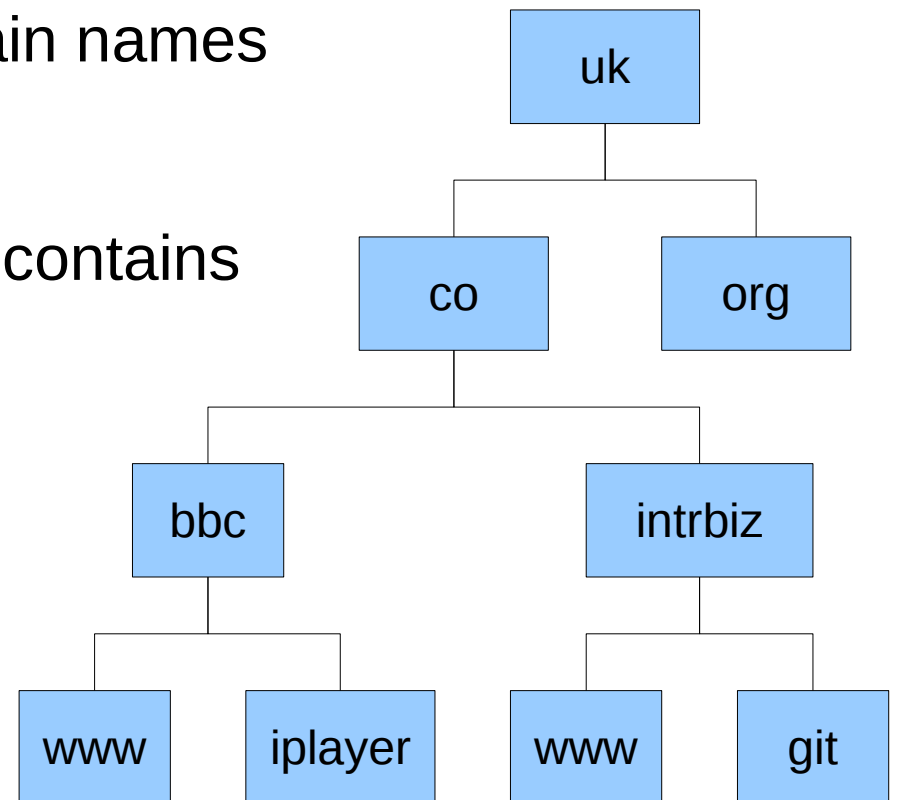 ain names
uk
contains
co
org
bbc
intrbiz
www
iplayer
www
git